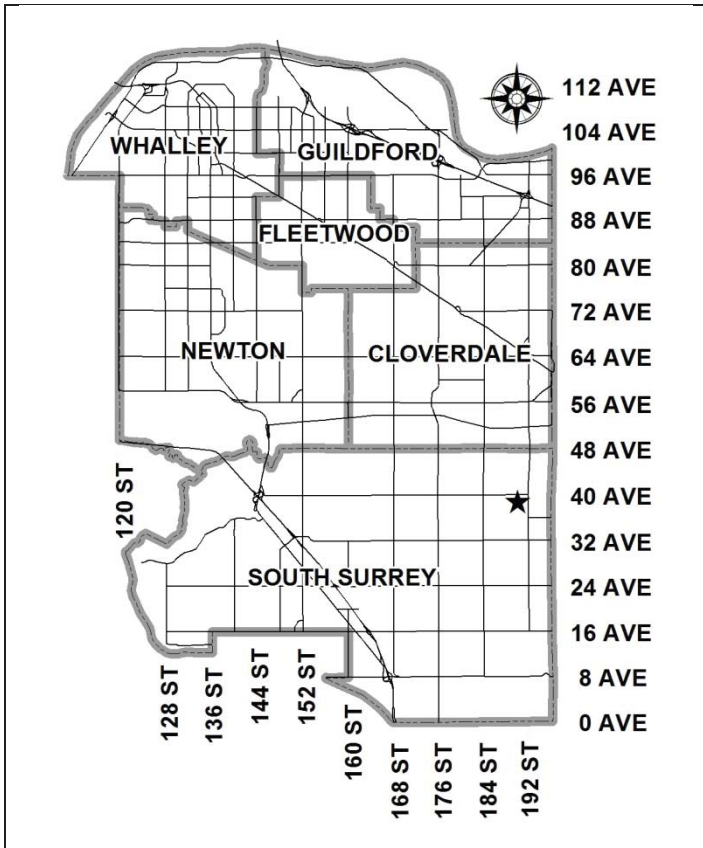 112 AVE
104 AVE
WHALLEY
GUILDFORD
96 AVE
88 AVE
FLEETWOOD
80 AVE
72 AVE
NEWTON
CLOVERDALE
64 AVE
56 AVE
48 AVE
120 ST
40 AVE
32 AVE
SOUTH SURREY
24 AVE
16 AVE
128 ST
136 ST
144 ST
152 ST
160 ST
8 AVE
0 AVE
168 ST
176 ST
184 ST
192 ST